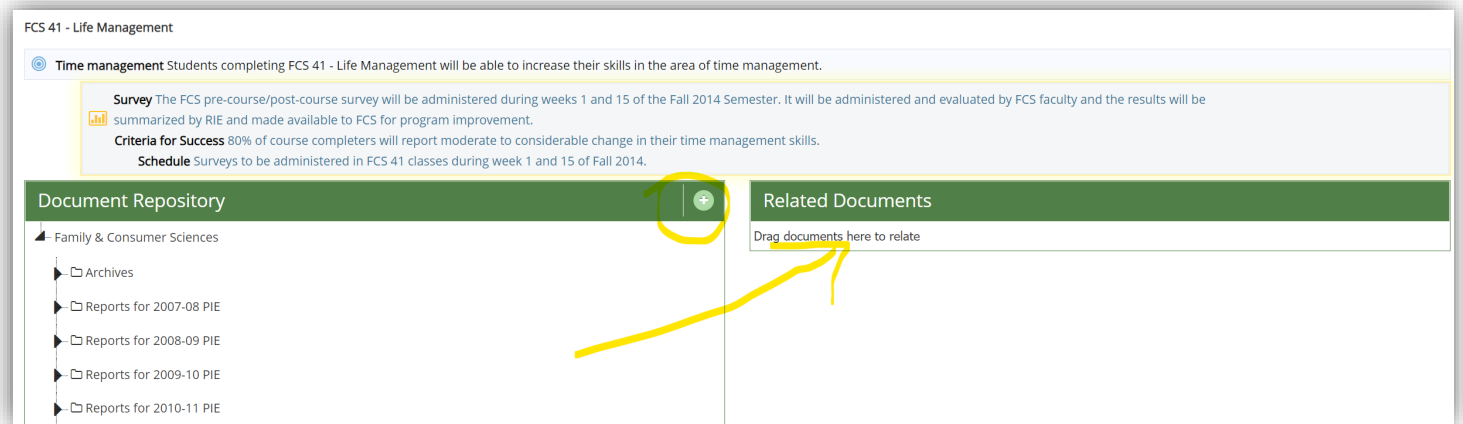 FCS 41 - Life Management
Time management Students completing FCS 41 - Life Management will be able to increase their skills in the area of time management.
Survey The FCS pre-course/post-course survey will be administered during weeks 1 and 15 of the Fall 2014 Semester. It will be administered and evaluated by FCS faculty and the results will be
summarized by RIE and made available to FCS for program improvement.
Criteria for Success 80% of course completers will report moderate to considerable change in their time management skills.
Schedule Surveys to be administered in FCS 41 classes during week 1 and 15 of Fall 2014.
Document Repository
Family & Consumer Sciences
Archives
Reports for 2007-08 PIE
Reports for 2008-09 PIE
Reports for 2009-10 PIE
Reports for 2010-11 PIE
Related Documents
Drag documents here to relate